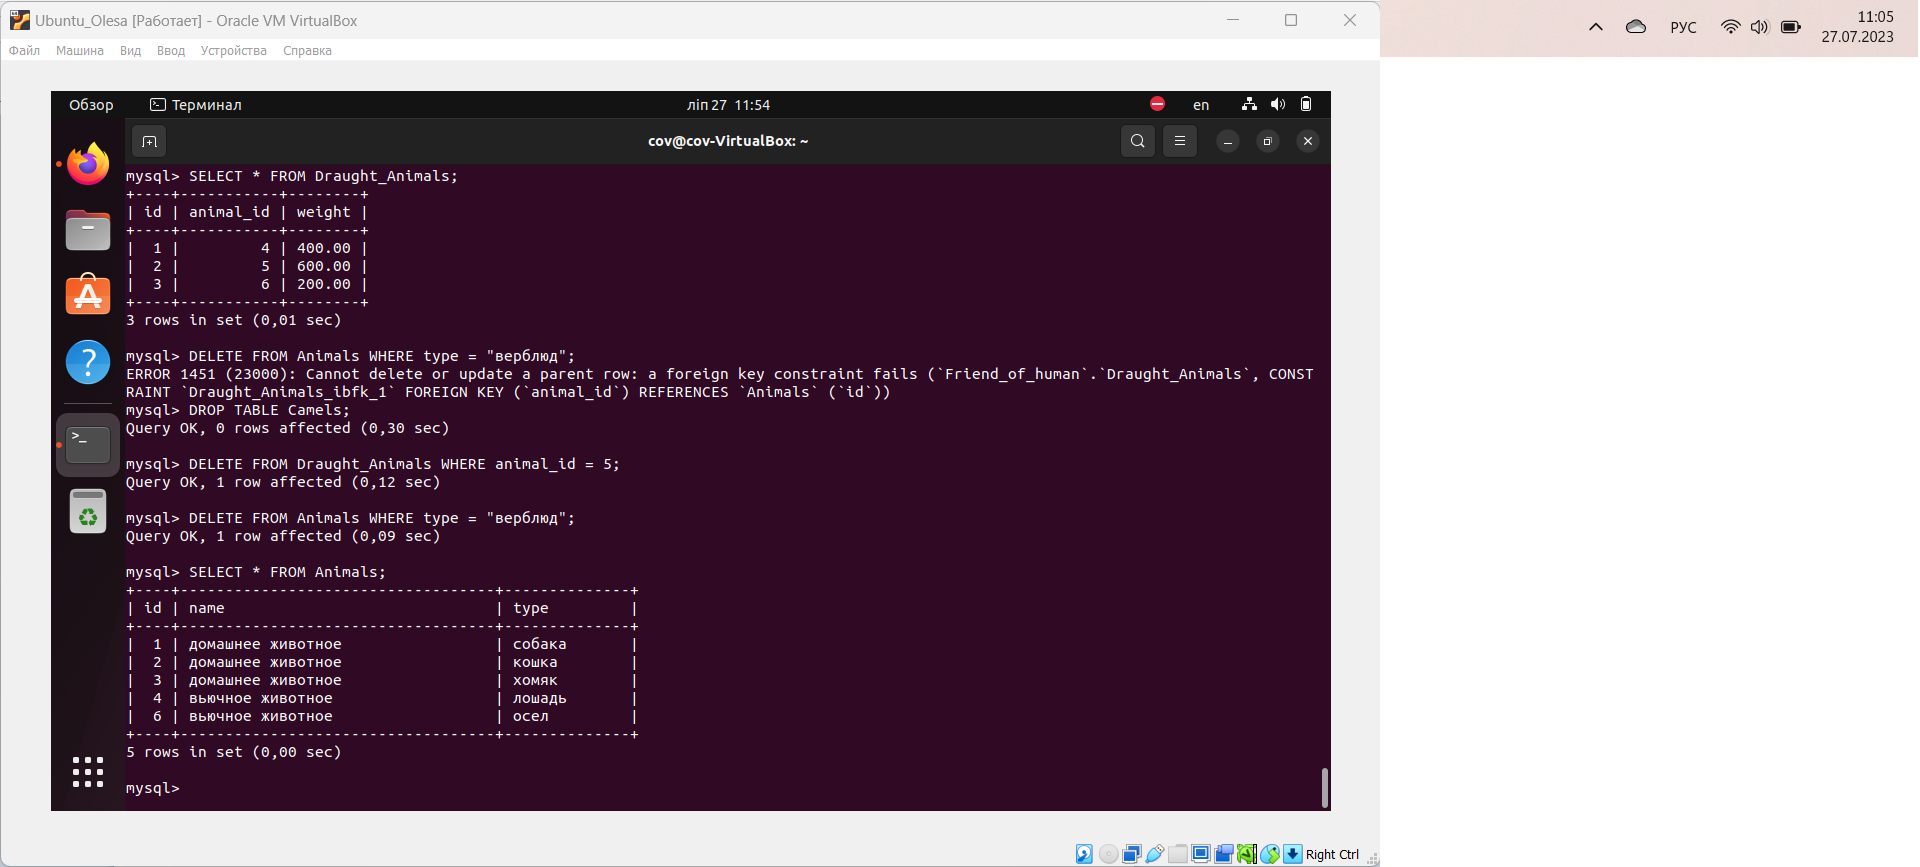 Ubuntu_Olesa [Работает] - Oracle VM VirtualBox
Файл Машина Вид Ввод Устройства Справка
РУС
11:05
27.07.2023
Обзор Терминал ліп 27 11:54 en
cov@cov-VirtualBox: ~
mysql> SELECT * FROM Draught_Animals;
+----+-----------+--------+
| id | animal_id | weight |
+----+-----------+--------+
|  1 |         4 | 400.00 |
|  2 |         5 | 600.00 |
|  3 |         6 | 200.00 |
+----+-----------+--------+
3 rows in set (0,01 sec)
mysql> DELETE FROM Animals WHERE type = "верблюд";
ERROR 1451 (23000): Cannot delete or update a parent row: a foreign key constraint fails (`Friend_of_human`.`Draught_Animals`, CONST
RAINT `Draught_Animals_ibfk_1` FOREIGN KEY (`animal_id`) REFERENCES `Animals` (`id`))
mysql> DROP TABLE Camels;
Query OK, 0 rows affected (0,30 sec)
mysql> DELETE FROM Draught_Animals WHERE animal_id = 5;
Query OK, 1 row affected (0,12 sec)
mysql> DELETE FROM Animals WHERE type = "верблюд";
Query OK, 1 row affected (0,09 sec)
mysql> SELECT * FROM Animals;
+----+-----------------------------------+--------------+
| id | name                              | type         |
+----+-----------------------------------+--------------+
|  1 | домашнее животное                 | собака       |
|  2 | домашнее животное                 | кошка        |
|  3 | домашнее животное                 | хомяк        |
|  4 | вьючное животное                  | лошадь       |
|  6 | вьючное животное                  | осел         |
+----+-----------------------------------+--------------+
5 rows in set (0,00 sec)
mysql>
Right Ctrl